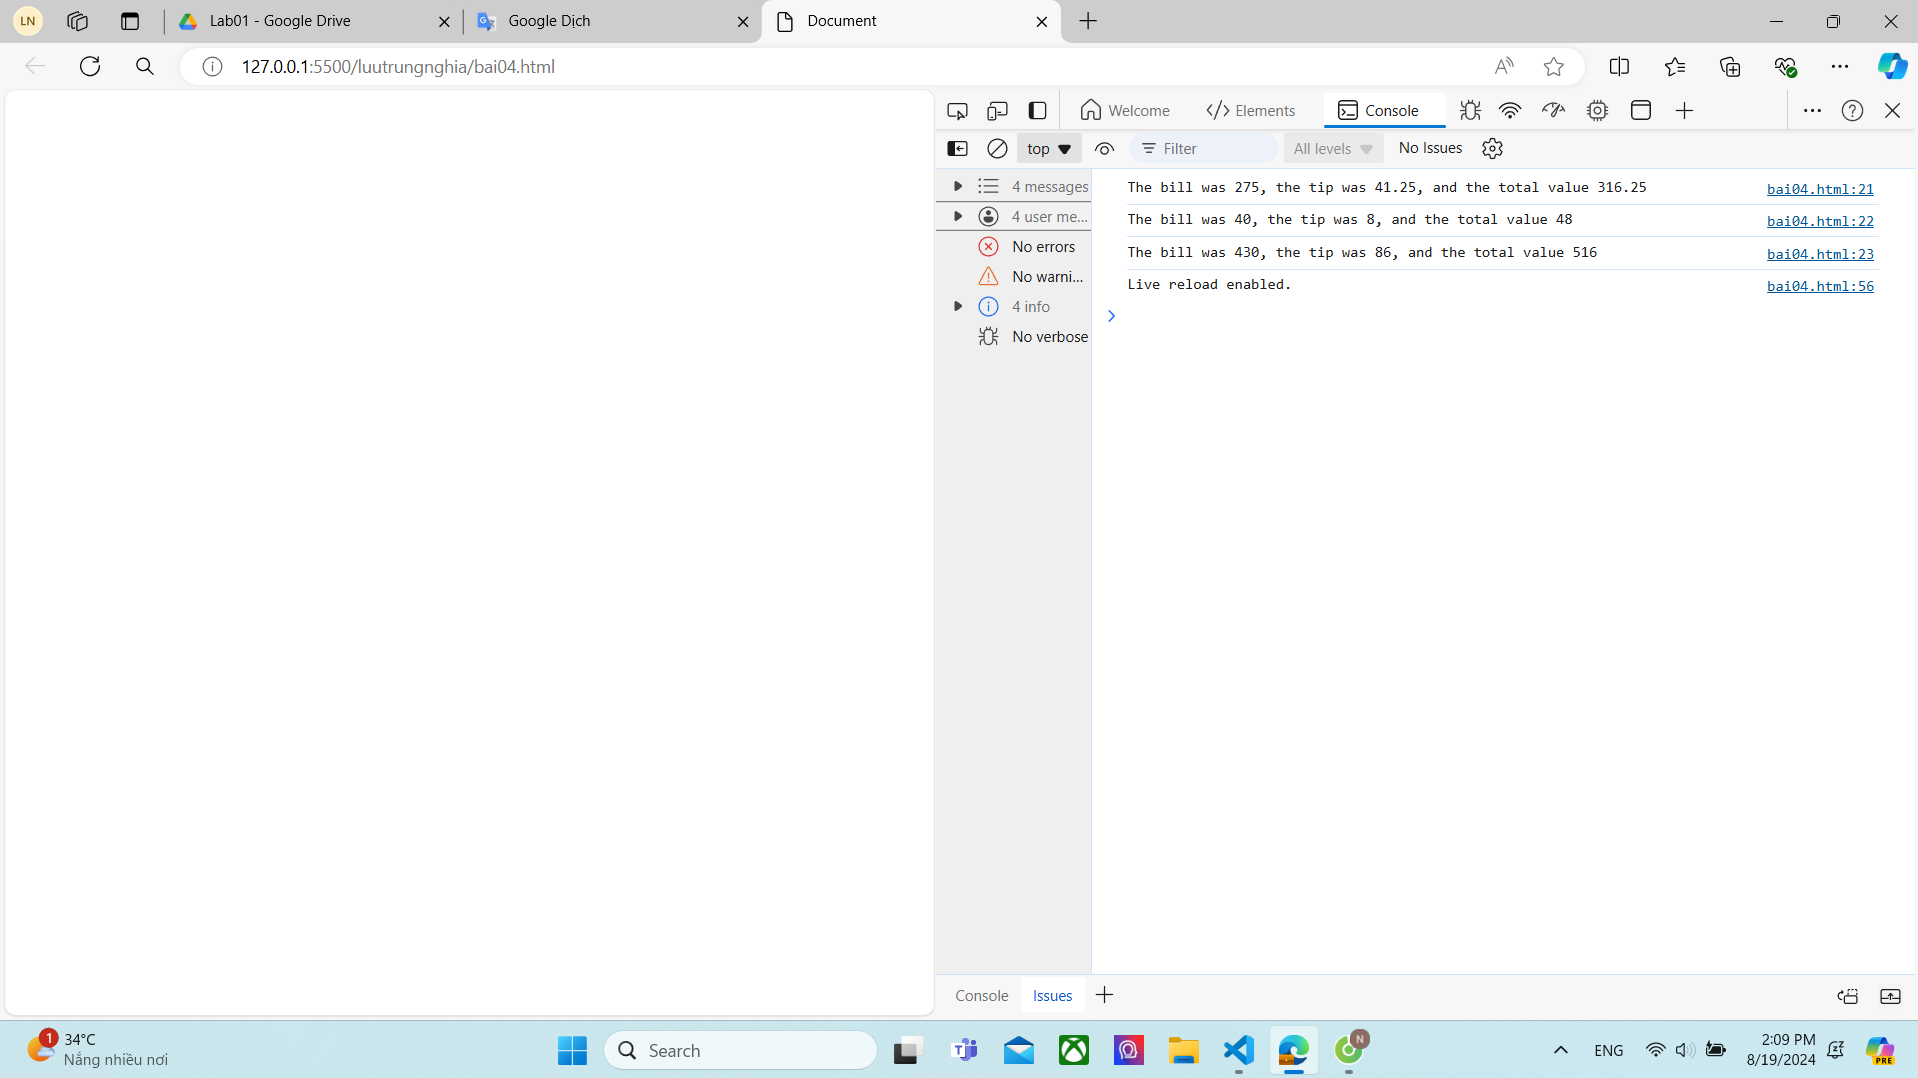 LN
Lab01 - Google Drive
Google Dịch
Document
127.0.0.1:5500/luutrungnghia/bai04.html
Welcome
Elements
Console
top
Filter
All levels
No Issues
4 messages
4 user me...
No errors
No warni...
4 info
No verbose
The bill was 275, the tip was 41.25, and the total value 316.25
bai04.html:21
The bill was 40, the tip was 8, and the total value 48
bai04.html:22
The bill was 430, the tip was 86, and the total value 516
bai04.html:23
Live reload enabled.
bai04.html:56
Console
Issues
1
34°C
Nắng nhiều nơi
Search
N
ENG
2:09 PM
8/19/2024
PRE